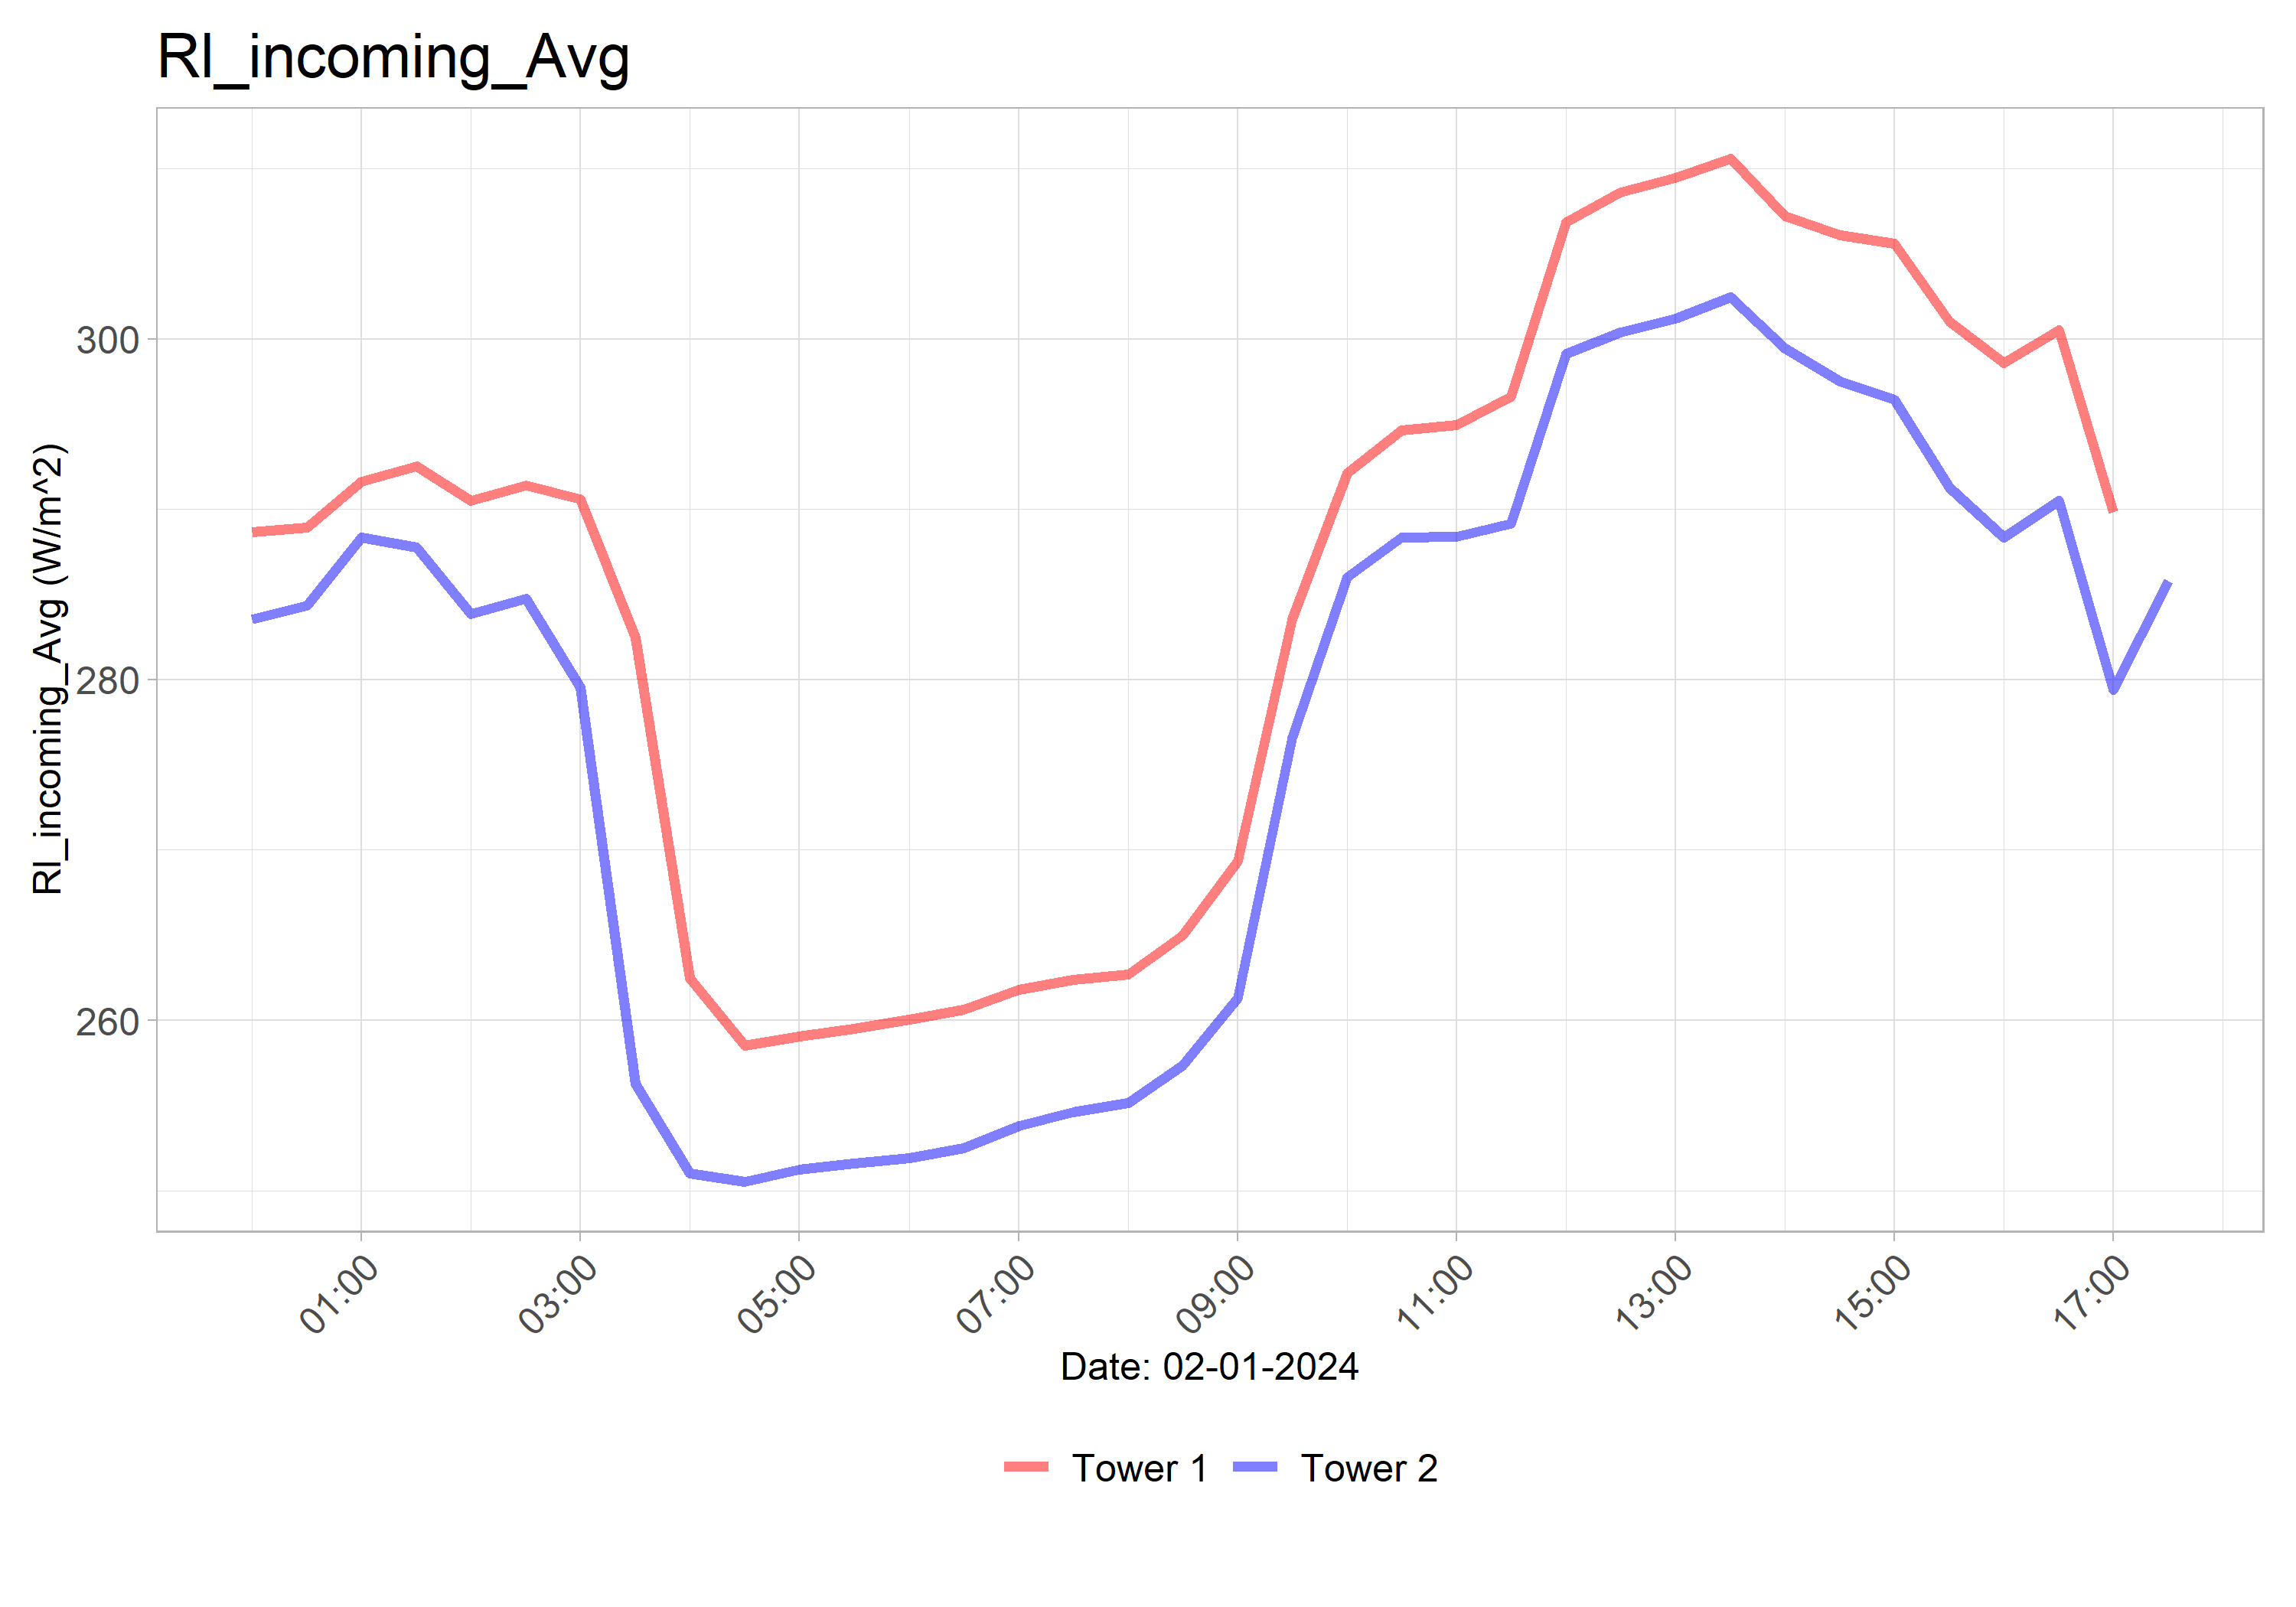 Rl_incoming_Avg
Rl_incoming_Avg (W/m^2)
300
280
260
01:00 03:00 05:00 07:00 09:00 11:00 13:00 15:00 17:00
Date: 02-01-2024
Tower 1 Tower 2